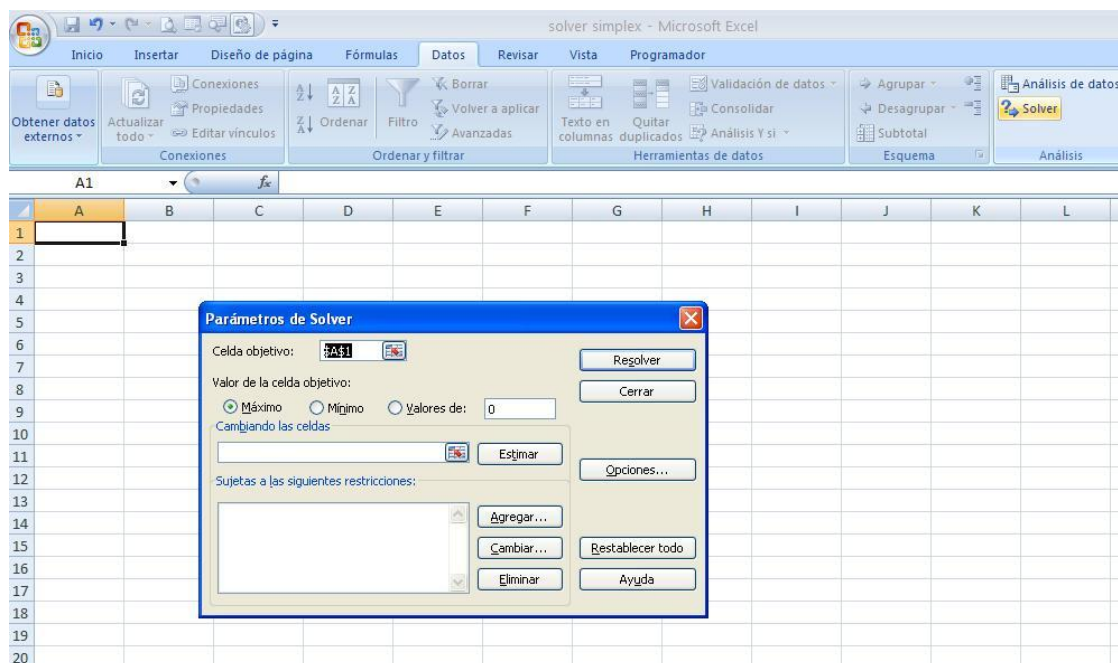 solver simplex - Microsoft Excel
Inicio Insertar Diseño de página Fórmulas Datos Revisar Vista Programador
Obtener datos externos
Actualizar todo
Conexiones
Propiedades
Editar vínculos
Conexiones
Ordenar
Filtro
Borrar
Volver a aplicar
Avanzadas
Ordenar y filtrar
Texto en columnas
Quitar duplicados
Validación de datos
Consolidar
Análisis Y si
Herramientas de datos
Agrupar
Desagrupar
Subtotal
Esquema
Análisis de datos
Solver
Análisis
A1 fx
A B C D E F G H I J K L
1
2
3
4
5
6
7
8
9
10
11
12
13
14
15
16
17
18
19
20
Parámetros de Solver
Celda objetivo: $A$1
Resolver
Valor de la celda objetivo:
Cerrar
Máximo Mínimo Valores de: 0
Cambiando las celdas
Estimar
Opciones...
Sujetas a las siguientes restricciones:
Agregar...
Cambiar...
Restablecer todo
Eliminar
Ayuda